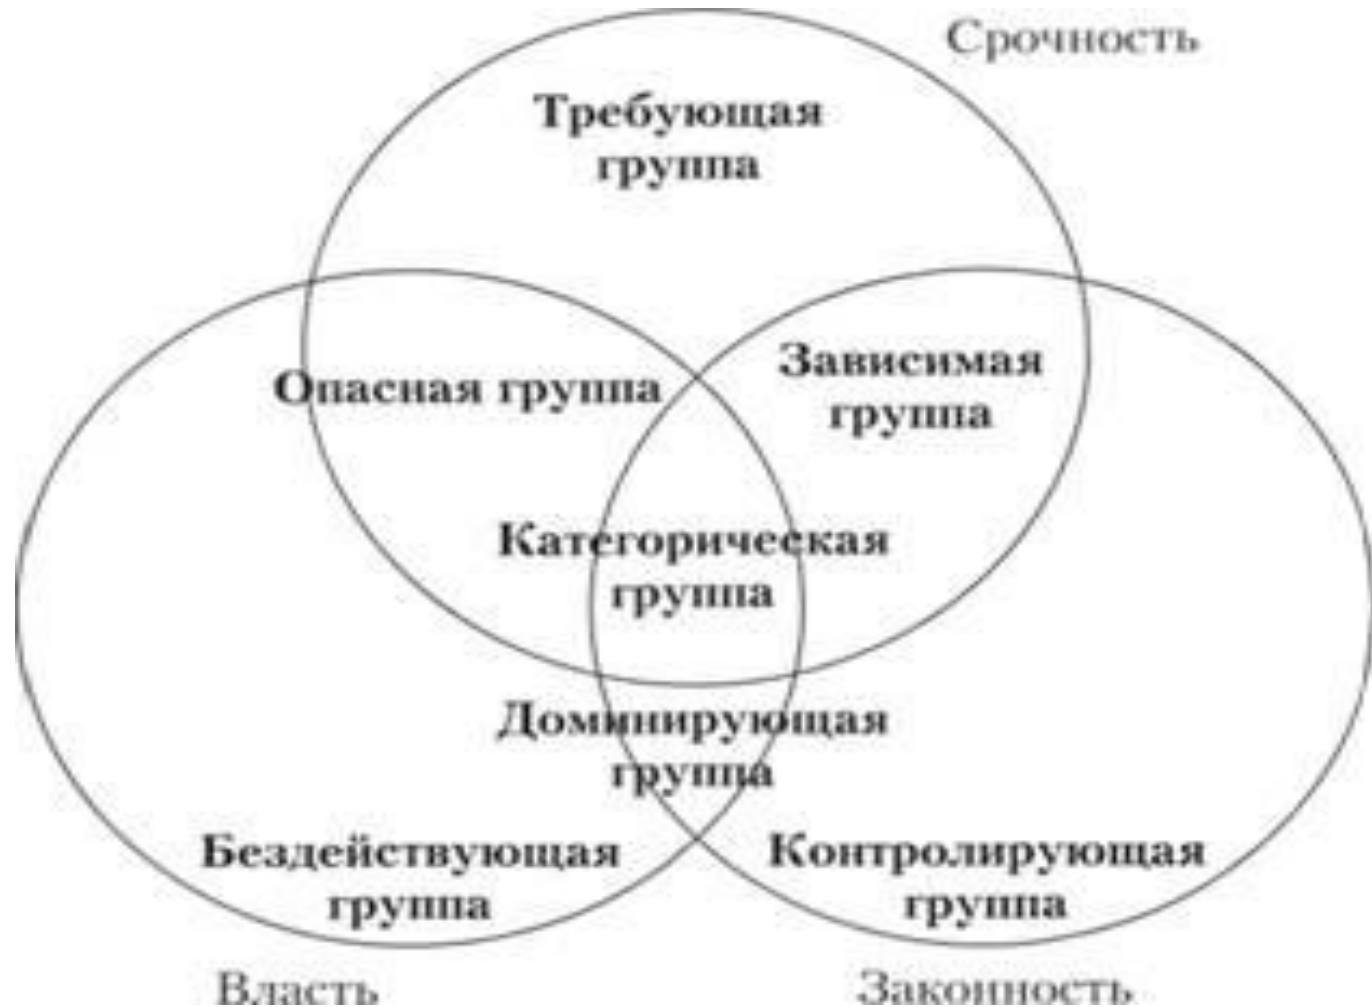 Срочность
Требующая
группа
Опасная группа
Зависимая
группа
Категорическая
группа
Доминирующая
группа
Бездействующая
группа
Контролирующая
группа
Власть
Законность